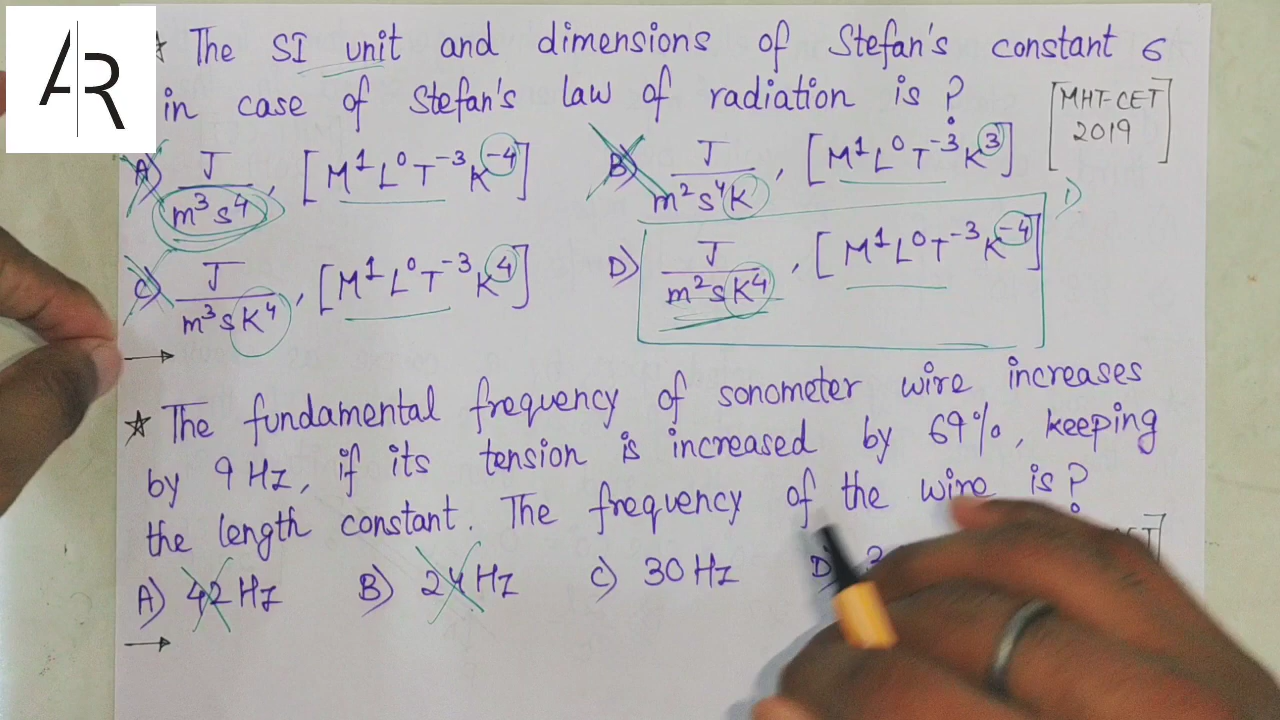 AR
☆ The SI unit and dimensions of Stefan's constant 6
in case of Stefan's law of radiation is ?
[MHT-CET
2019]
A) J/m³s⁴, [M¹L⁰T⁻³K⁻⁴]
B) J/m²s⁴K, [M¹L⁰T⁻³K³]
C) J/m³sK⁴, [M¹L⁰T⁻³K⁴]
D) J/m²sK⁴, [M¹L⁰T⁻³K⁻⁴]
→
☆ The fundamental frequency of sonometer wire increases
by 9 Hz, if its tension is increased by 69%, keeping
the length constant. The frequency of the wire is ?
A) 42 Hz B) 24 Hz C) 30 Hz D)
→